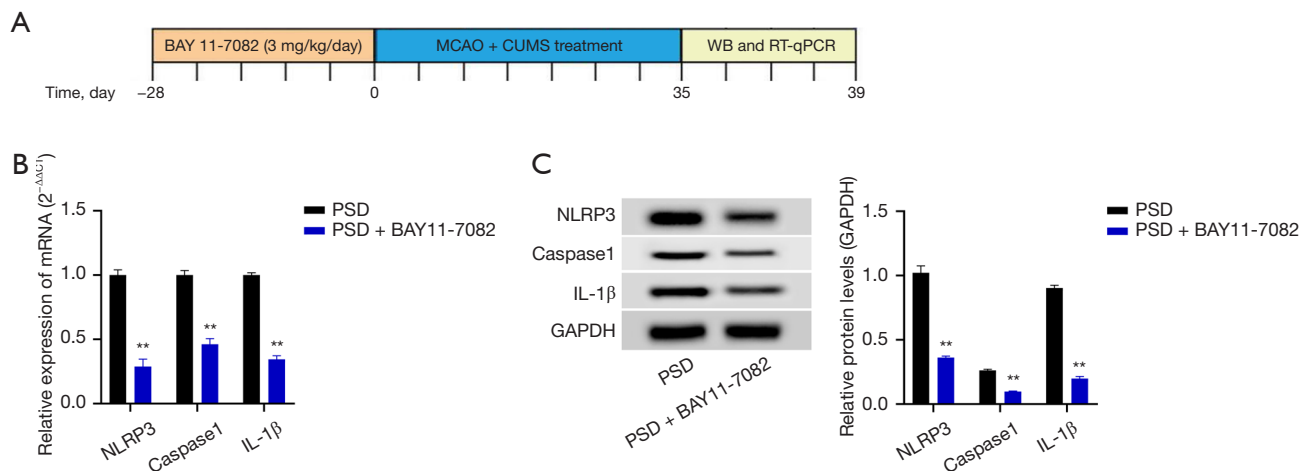 A
BAY 11-7082 (3 mg/kg/day) MCAO + CUMS treatment WB and RT-qPCR
Time, day −28 0 35 39
B
Relative expression of mRNA (2−ΔΔCT)
1.5
1.0
0.5
0.0
PSD
PSD + BAY11-7082
** ** **
NLRP3 Caspase1 IL-1β
C
NLRP3
Caspase1
IL-1β
GAPDH
PSD PSD + BAY11-7082
Relative protein levels (GAPDH)
1.5
1.0
0.5
0.0
PSD
PSD + BAY11-7082
** ** **
NLRP3 Caspase1 IL-1β